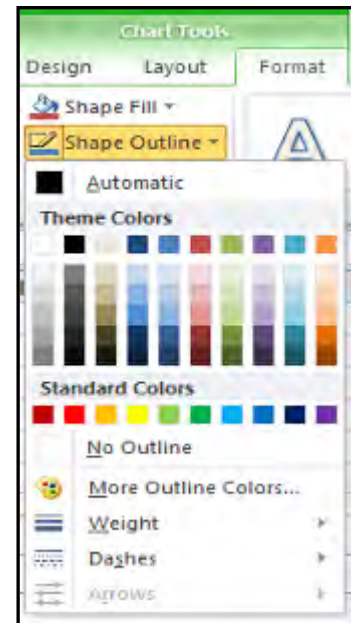 Chart Tools
Design Layout Format
Shape Fill
Shape Outline
A
Automatic
Theme Colors
Standard Colors
No Outline
More Outline Colors...
Weight
Dashes
Arrows